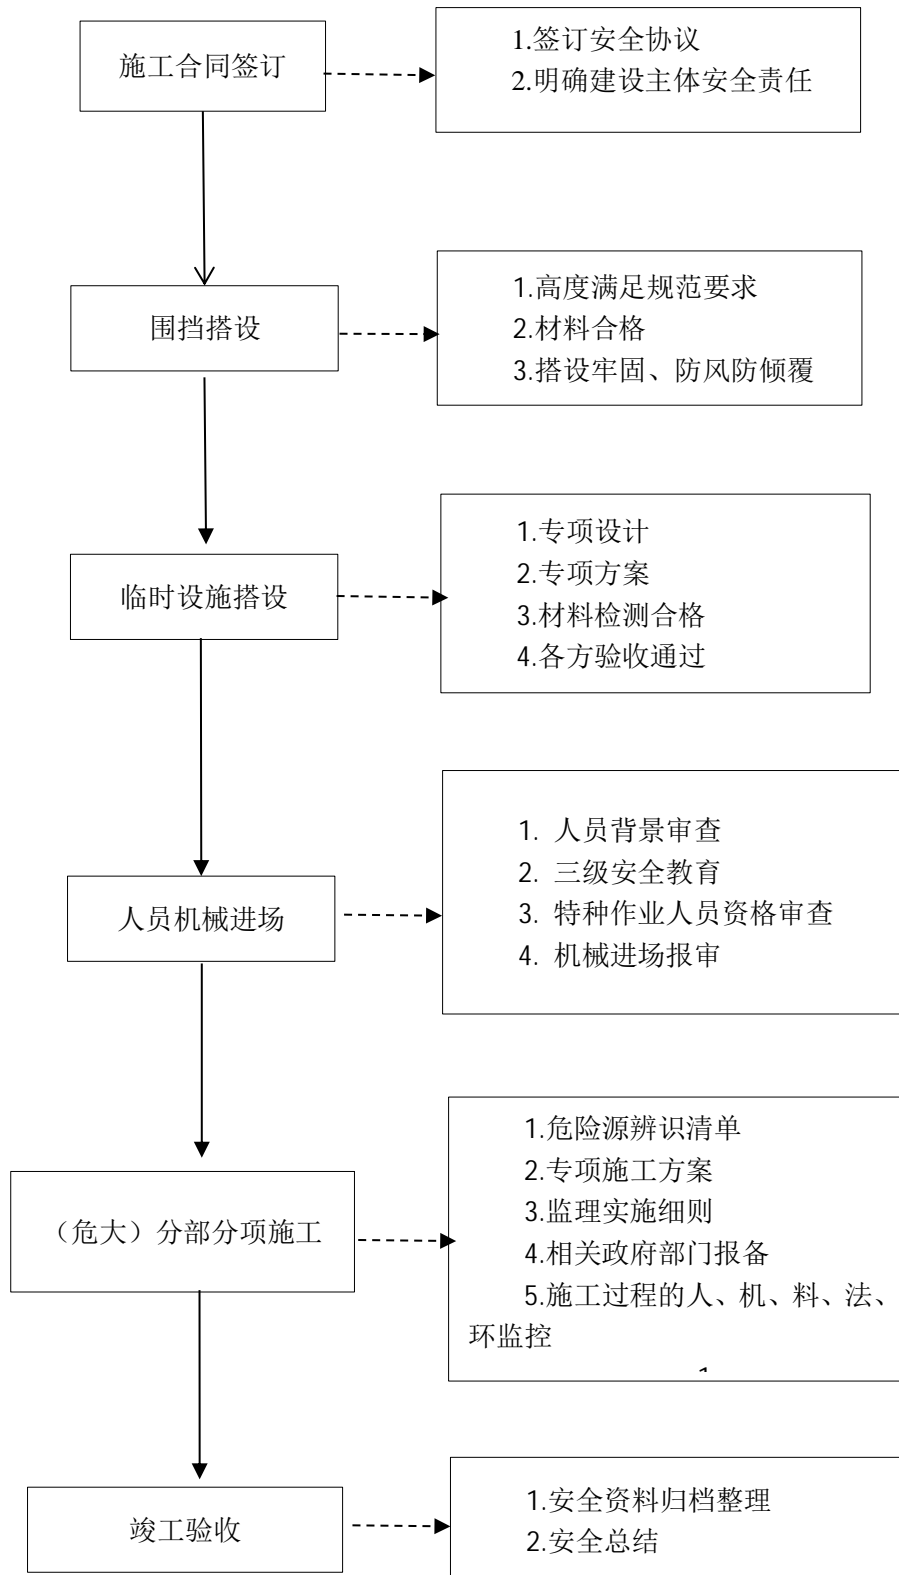 施工合同签订
1.签订安全协议
2.明确建设主体安全责任
围挡搭设
1.高度满足规范要求
2.材料合格
3.搭设牢固、防风防倾覆
临时设施搭设
1.专项设计
2.专项方案
3.材料检测合格
4.各方验收通过
人员机械进场
1. 人员背景审查
2. 三级安全教育
3. 特种作业人员资格审查
4. 机械进场报审
（危大）分部分项施工
1.危险源辨识清单
2.专项施工方案
3.监理实施细则
4.相关政府部门报备
5.施工过程的人、机、料、法、
环监控
竣工验收
1.安全资料归档整理
2.安全总结